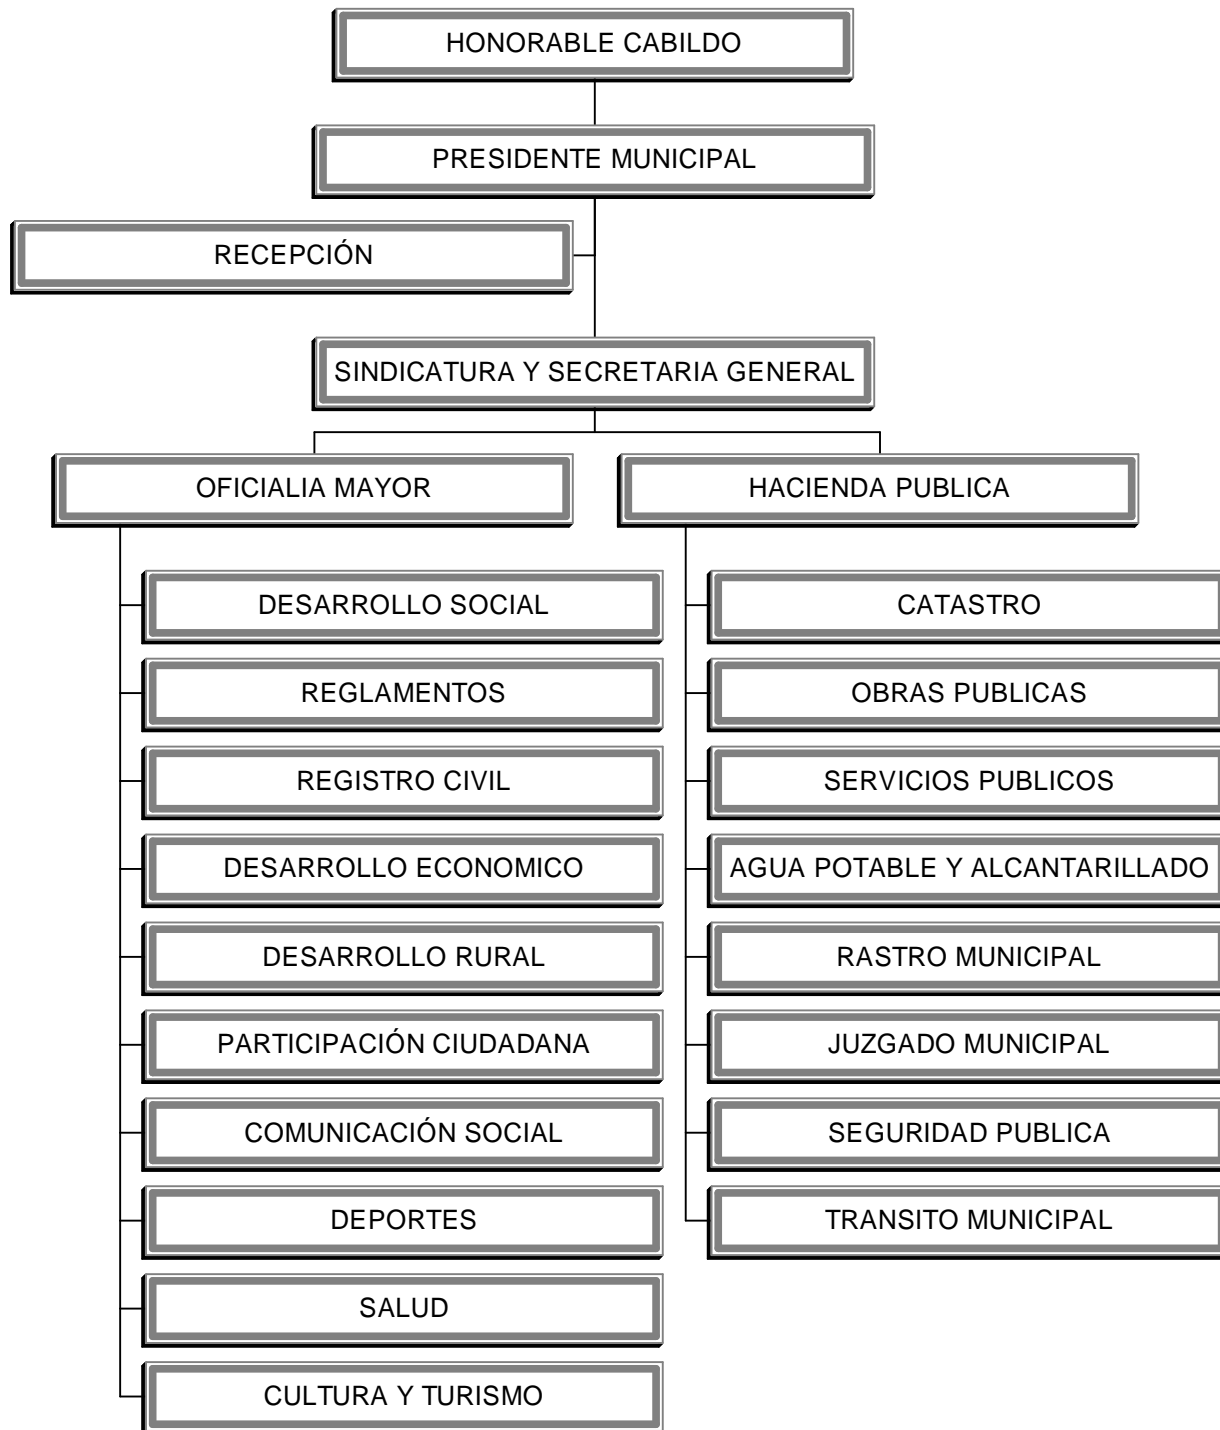 HONORABLE CABILDO
PRESIDENTE MUNICIPAL
RECEPCIÓN
SINDICATURA Y SECRETARIA GENERAL
OFICIALIA MAYOR
HACIENDA PUBLICA
DESARROLLO SOCIAL
REGLAMENTOS
REGISTRO CIVIL
DESARROLLO ECONOMICO
DESARROLLO RURAL
PARTICIPACIÓN CIUDADANA
COMUNICACIÓN SOCIAL
DEPORTES
SALUD
CULTURA Y TURISMO
CATASTRO
OBRAS PUBLICAS
SERVICIOS PUBLICOS
AGUA POTABLE Y ALCANTARILLADO
RASTRO MUNICIPAL
JUZGADO MUNICIPAL
SEGURIDAD PUBLICA
TRANSITO MUNICIPAL